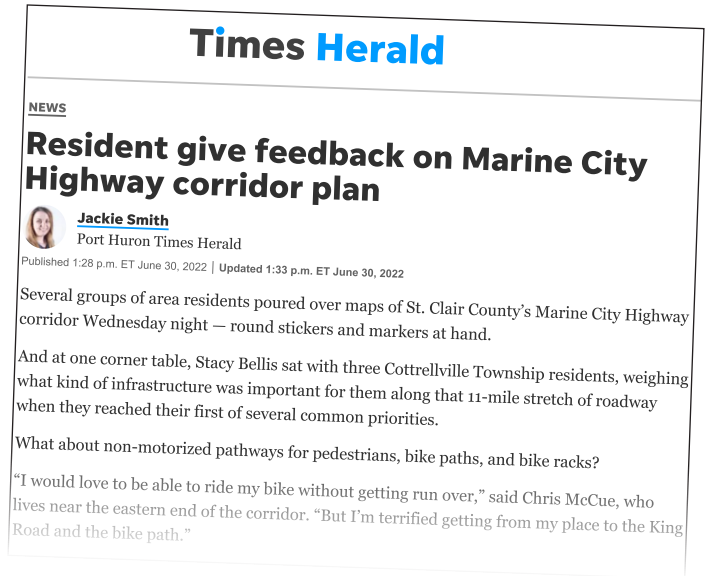 Times Herald
NEWS
Resident give feedback on Marine City
Highway corridor plan
Jackie Smith
Port Huron Times Herald
Published 1:28 p.m. ET June 30, 2022 | Updated 1:33 p.m. ET June 30, 2022
Several groups of area residents poured over maps of St. Clair County’s Marine City Highway
corridor Wednesday night — round stickers and markers at hand.
And at one corner table, Stacy Bellis sat with three Cottrellville Township residents, weighing
what kind of infrastructure was important for them along that 11-mile stretch of roadway
when they reached their first of several common priorities.
What about non-motorized pathways for pedestrians, bike paths, and bike racks?
“I would love to be able to ride my bike without getting run over,” said Chris McCue, who
lives near the eastern end of the corridor. “But I’m terrified getting from my place to the King
Road and the bike path.”